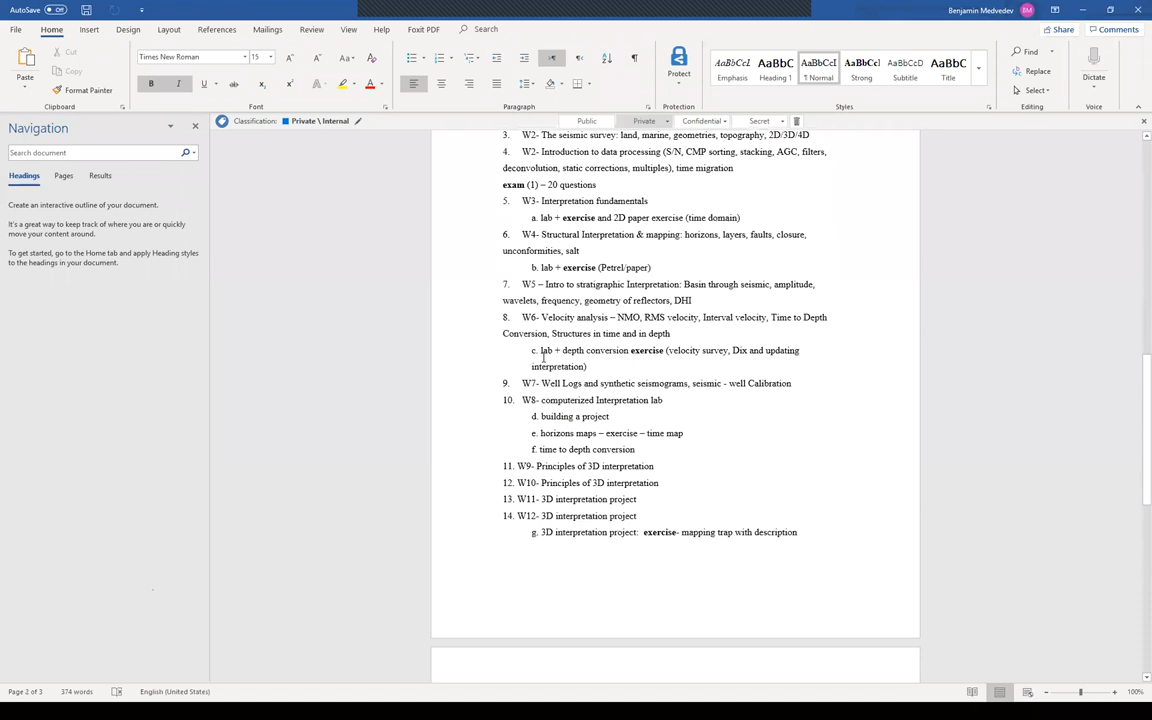 AutoSave Off
Benjamin Medvedev BM
File Home Insert Design Layout References Mailings Review View Help Foxit PDF Search Share Comments
Paste
Cut
Copy
Format Painter
Clipboard
Times New Roman 15
Font
Paragraph
Protect
Protection
AaBbCcL Emphasis
AaBbC Heading 1
AaBbCcI ¶ Normal
AaBbCcl Strong
AaBbCcD Subtitle
AaBbC Title
Styles
Find
Replace
Select
Editing
Dictate
Voice
Classification: Private \ Internal Public Private Confidential Secret
Navigation
Search document
Headings Pages Results
Create an interactive outline of your document.
It's a great way to keep track of where you are or quickly
move your content around.
To get started, go to the Home tab and apply Heading styles
to the headings in your document.
3. W2- The seismic survey: land, marine, geometries, topography, 2D/3D/4D
4. W2- Introduction to data processing (S/N, CMP sorting, stacking, AGC, filters,
deconvolution, static corrections, multiples), time migration
exam (1) – 20 questions
5. W3- Interpretation fundamentals
a. lab + exercise and 2D paper exercise (time domain)
6. W4- Structural Interpretation & mapping: horizons, layers, faults, closure,
unconformities, salt
b. lab + exercise (Petrel/paper)
7. W5 – Intro to stratigraphic Interpretation: Basin through seismic, amplitude,
wavelets, frequency, geometry of reflectors, DHI
8. W6- Velocity analysis – NMO, RMS velocity, Interval velocity, Time to Depth
Conversion, Structures in time and in depth
c. lab + depth conversion exercise (velocity survey, Dix and updating
interpretation)
9. W7- Well Logs and synthetic seismograms, seismic - well Calibration
10. W8- computerized Interpretation lab
d. building a project
e. horizons maps – exercise – time map
f. time to depth conversion
11. W9- Principles of 3D interpretation
12. W10- Principles of 3D interpretation
13. W11- 3D interpretation project
14. W12- 3D interpretation project
g. 3D interpretation project: exercise- mapping trap with description
Page 2 of 3 374 words English (United States) 100%